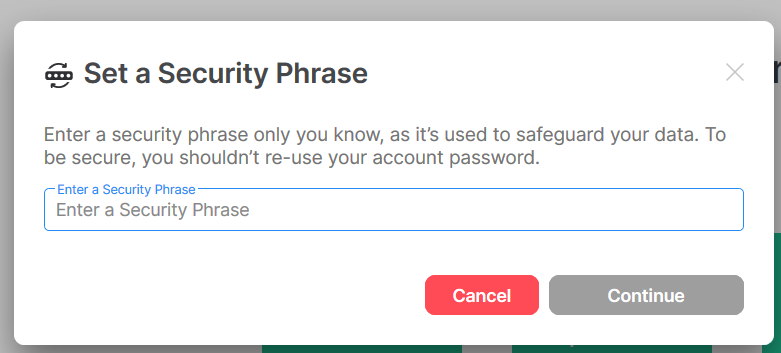 Set a Security Phrase
Enter a security phrase only you know, as it’s used to safeguard your data. To
be secure, you shouldn’t re-use your account password.
Enter a Security Phrase
Enter a Security Phrase
Cancel
Continue